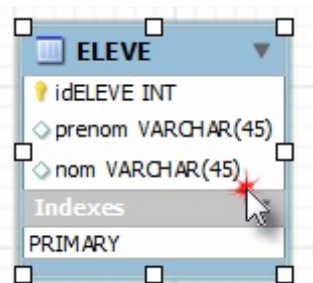 ELEVE
idELEVE INT
prenom VARCHAR(45)
nom VARCHAR(45)
Indexes
PRIMARY